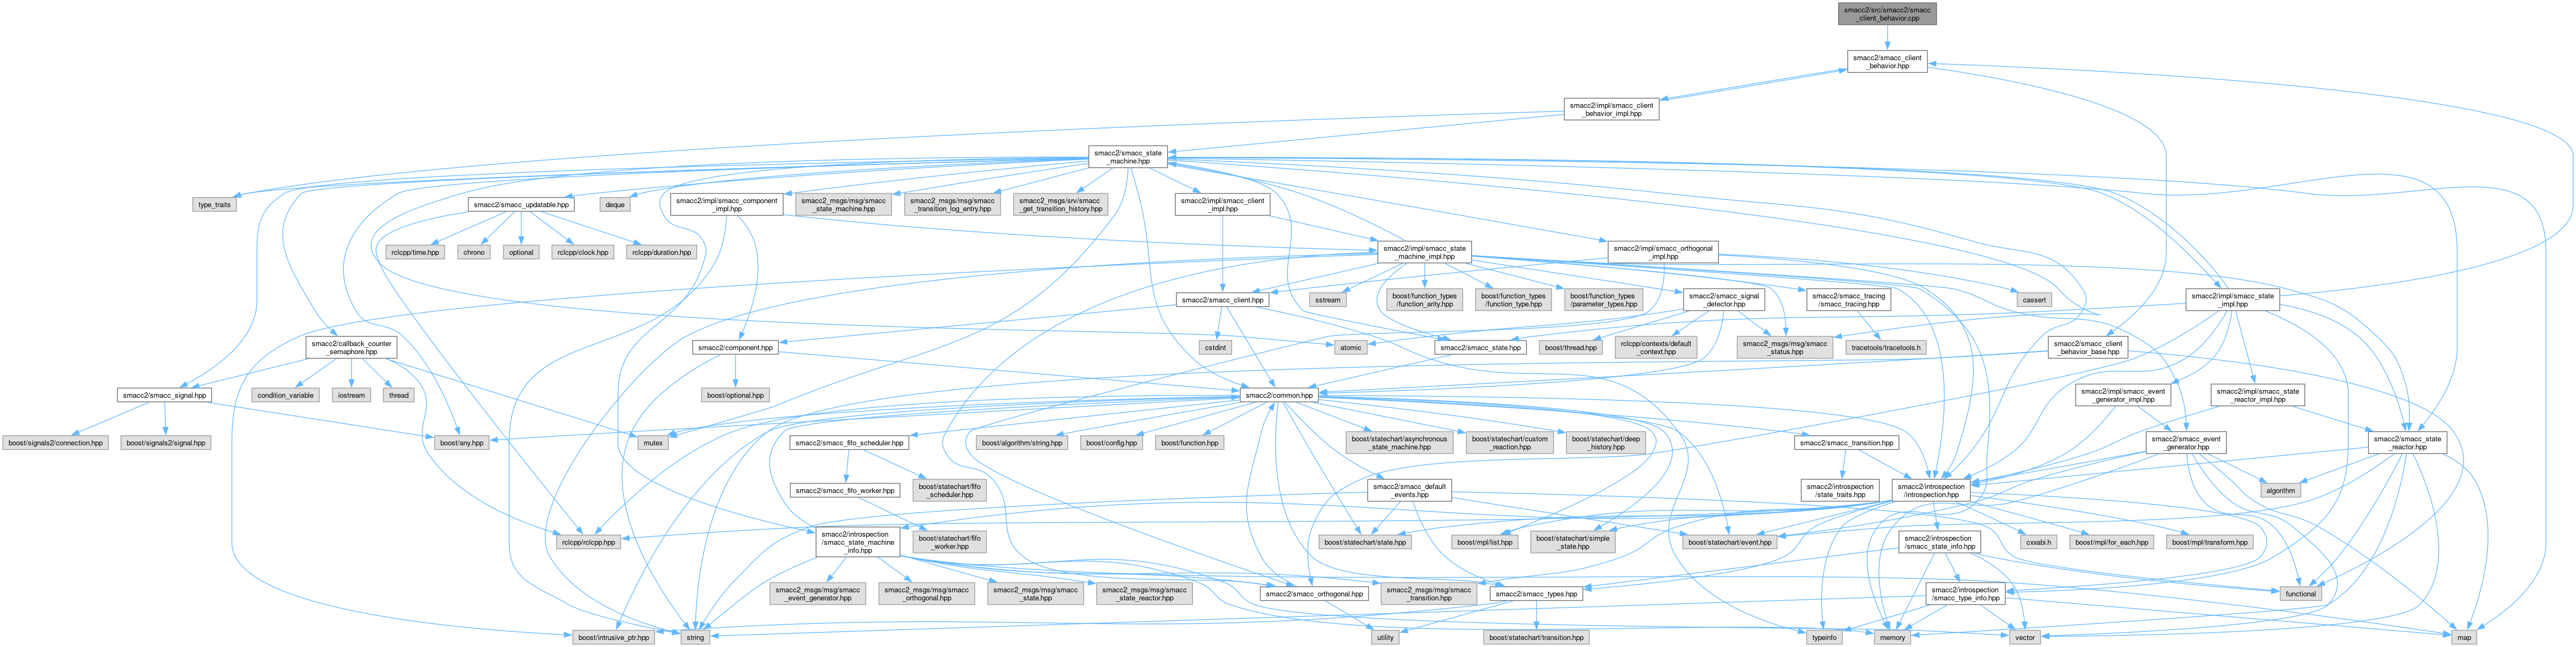 smacc2/src/smacc2/smacc
_client_behavior.cpp
smacc2/smacc_client
_behavior.hpp
smacc2/impl/smacc_client
_behavior_impl.hpp
smacc2/smacc_state
_machine.hpp
type_traits
smacc2/smacc_updatable.hpp
deque
smacc2/impl/smacc_component
_impl.hpp
smacc2_msgs/msg/smacc
_state_machine.hpp
smacc2_msgs/msg/smacc
_transition_log_entry.hpp
smacc2_msgs/srv/smacc
_get_transition_history.hpp
smacc2/impl/smacc_client
_impl.hpp
rclcpp/time.hpp
chrono
optional
rclcpp/clock.hpp
rclcpp/duration.hpp
smacc2/impl/smacc_state
_machine_impl.hpp
smacc2/impl/smacc_orthogonal
_impl.hpp
smacc2/smacc_client.hpp
sstream
boost/function_types
/function_arity.hpp
boost/function_types
/function_type.hpp
boost/function_types
/parameter_types.hpp
smacc2/smacc_signal
_detector.hpp
smacc2/smacc_tracing
/smacc_tracing.hpp
cassert
smacc2/impl/smacc_state
_impl.hpp
smacc2/callback_counter
_semaphore.hpp
smacc2/component.hpp
cstdint
atomic
smacc2/smacc_state.hpp
boost/thread.hpp
rclcpp/contexts/default
_context.hpp
smacc2_msgs/msg/smacc
_status.hpp
tracetools/tracetools.h
smacc2/smacc_client
_behavior_base.hpp
smacc2/smacc_signal.hpp
condition_variable
iostream
thread
boost/optional.hpp
smacc2/common.hpp
smacc2/impl/smacc_event
_generator_impl.hpp
smacc2/impl/smacc_state
_reactor_impl.hpp
boost/signals2/connection.hpp
boost/signals2/signal.hpp
boost/any.hpp
mutex
smacc2/smacc_fifo_scheduler.hpp
boost/algorithm/string.hpp
boost/config.hpp
boost/function.hpp
boost/statechart/asynchronous
_state_machine.hpp
boost/statechart/custom
_reaction.hpp
boost/statechart/deep
_history.hpp
smacc2/smacc_transition.hpp
smacc2/smacc_event
_generator.hpp
smacc2/smacc_state
_reactor.hpp
smacc2/smacc_fifo_worker.hpp
boost/statechart/fifo
_scheduler.hpp
smacc2/smacc_default
_events.hpp
smacc2/introspection
/state_traits.hpp
smacc2/introspection
/introspection.hpp
algorithm
rclcpp/rclcpp.hpp
smacc2/introspection
/smacc_state_machine
_info.hpp
boost/statechart/fifo
_worker.hpp
boost/statechart/state.hpp
boost/mpl/list.hpp
boost/statechart/simple
_state.hpp
boost/statechart/event.hpp
smacc2/introspection
/smacc_state_info.hpp
cxxabi.h
boost/mpl/for_each.hpp
boost/mpl/transform.hpp
smacc2_msgs/msg/smacc
_event_generator.hpp
smacc2_msgs/msg/smacc
_orthogonal.hpp
smacc2_msgs/msg/smacc
_state.hpp
smacc2_msgs/msg/smacc
_state_reactor.hpp
smacc2/smacc_orthogonal.hpp
smacc2_msgs/msg/smacc
_transition.hpp
smacc2/smacc_types.hpp
smacc2/introspection
/smacc_type_info.hpp
functional
boost/intrusive_ptr.hpp
string
utility
boost/statechart/transition.hpp
typeinfo
memory
vector
map